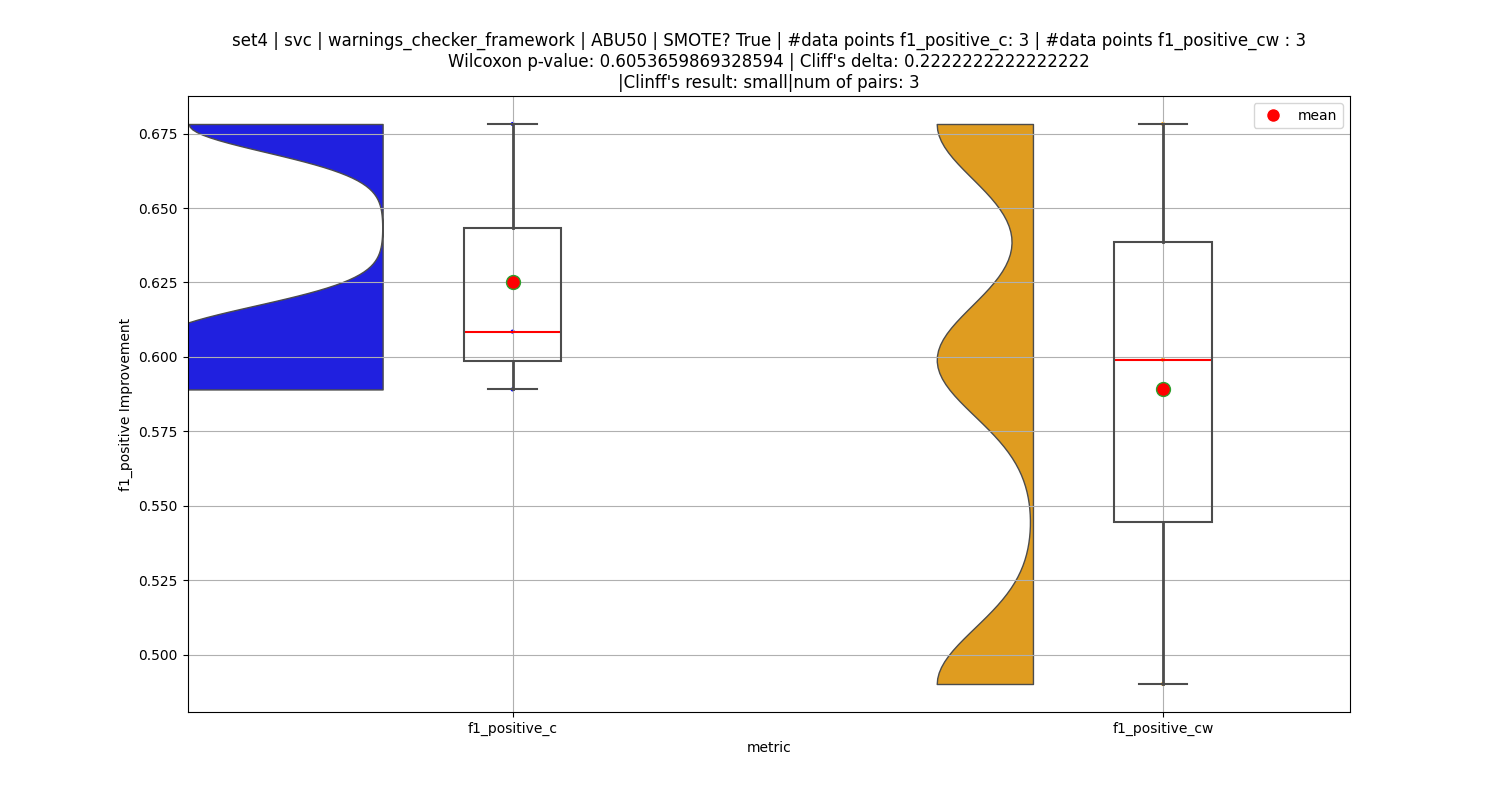 set4 | svc | warnings_checker_framework | ABU50 | SMOTE? True | #data points f1_positive_c: 3 | #data points f1_positive_cw : 3
Wilcoxon p-value: 0.6053659869328594 | Cliff's delta: 0.2222222222222222
|Clinff's result: small|num of pairs: 3
mean
0.675
0.650
0.625
0.600
0.575
0.550
0.525
0.500
f1_positive Improvement
f1_positive_c
f1_positive_cw
metric